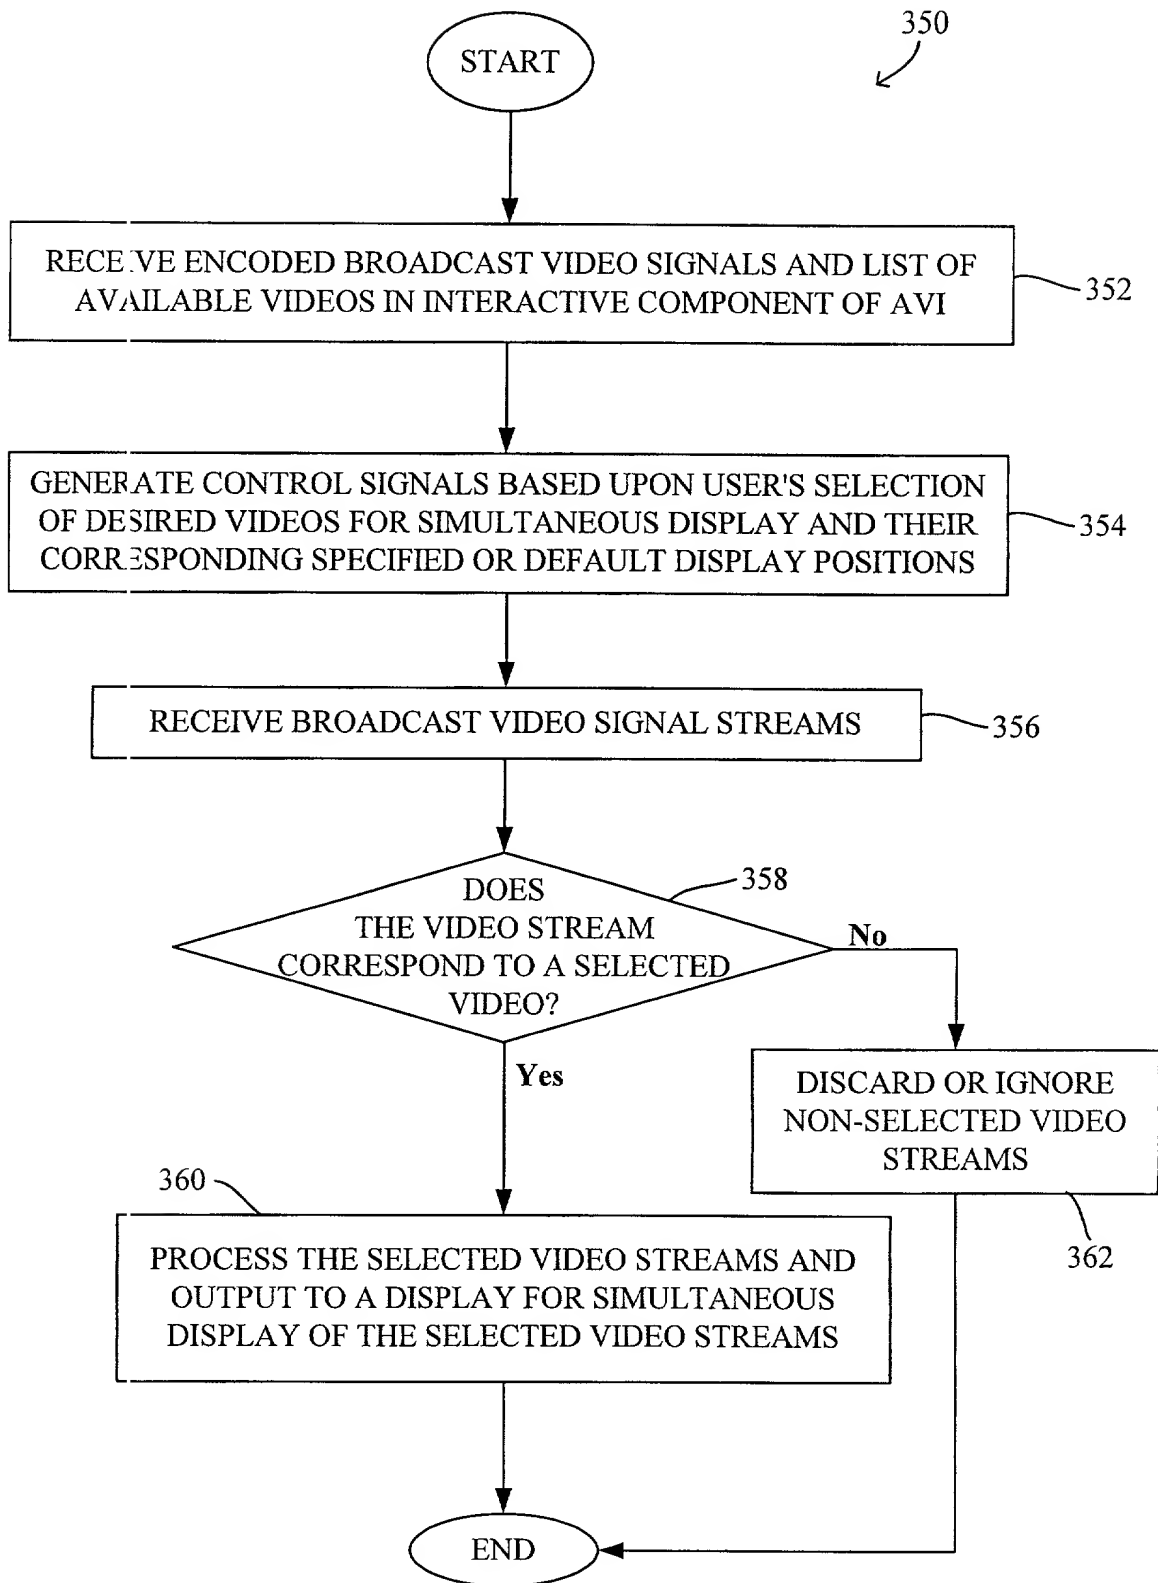 350
START
RECEIVE ENCODED BROADCAST VIDEO SIGNALS AND LIST OF
AVAILABLE VIDEOS IN INTERACTIVE COMPONENT OF AVI
352
GENERATE CONTROL SIGNALS BASED UPON USER'S SELECTION
OF DESIRED VIDEOS FOR SIMULTANEOUS DISPLAY AND THEIR
CORRESPONDING SPECIFIED OR DEFAULT DISPLAY POSITIONS
354
RECEIVE BROADCAST VIDEO SIGNAL STREAMS
356
DOES
THE VIDEO STREAM
CORRESPOND TO A SELECTED
VIDEO?
358
No
Yes
DISCARD OR IGNORE
NON-SELECTED VIDEO
STREAMS
362
360
PROCESS THE SELECTED VIDEO STREAMS AND
OUTPUT TO A DISPLAY FOR SIMULTANEOUS
DISPLAY OF THE SELECTED VIDEO STREAMS
END